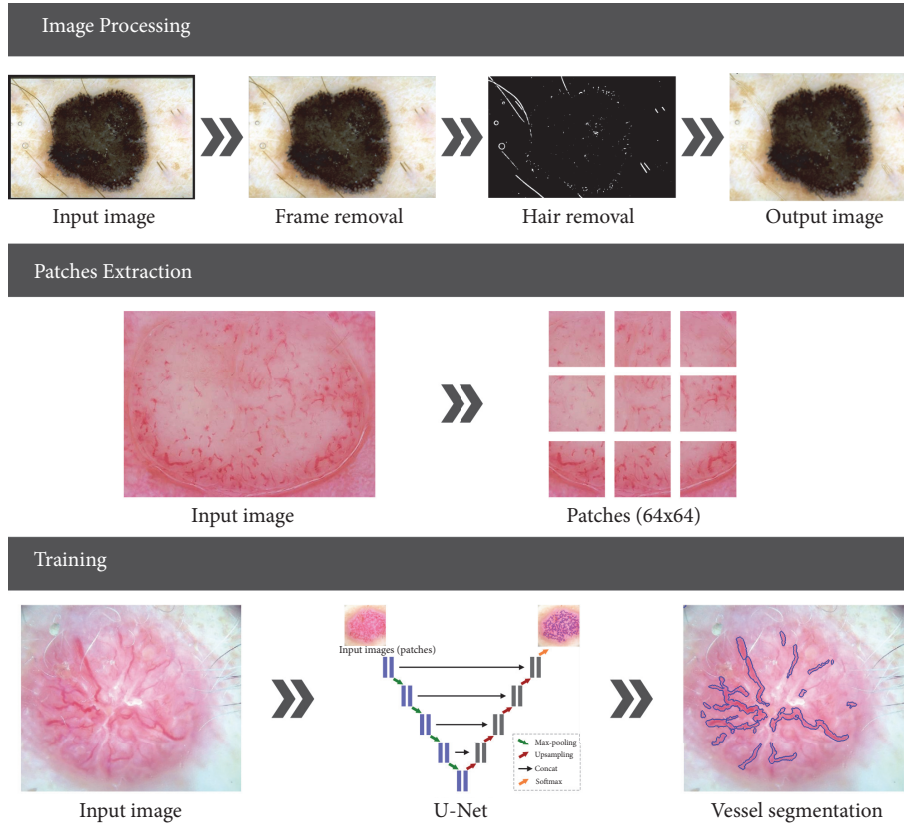 Image Processing
Input image
Frame removal
Hair removal
Output image
Patches Extraction
Input image
Patches (64x64)
Training
Input images (patches)
Max-pooling
Upsampling
Concat
Softmax
Input image
U-Net
Vessel segmentation